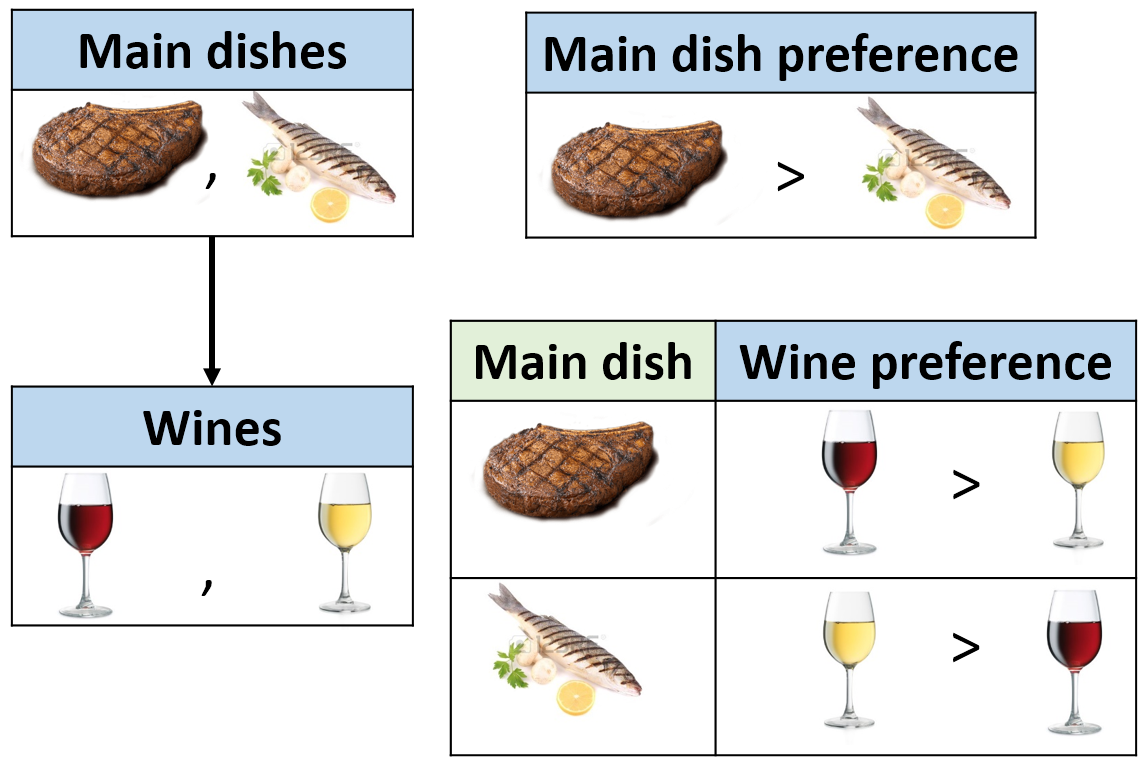 Main dishes
,
Main dish preference
>
Wines
,
Main dish
Wine preference
>
>